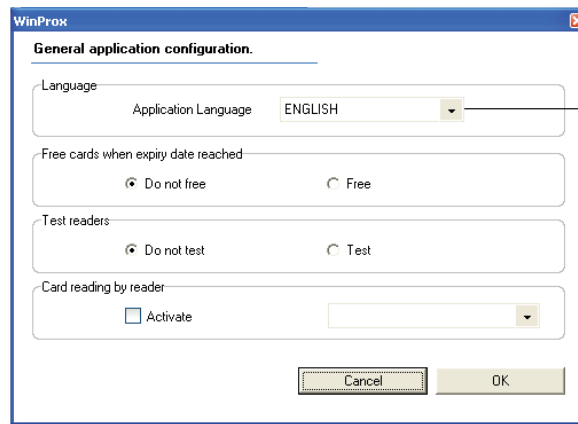 WinProx
General application configuration.
Language
Application Language ENGLISH
Free cards when expiry date reached
Do not free Free
Test readers
Do not test Test
Card reading by reader
Activate
Cancel OK